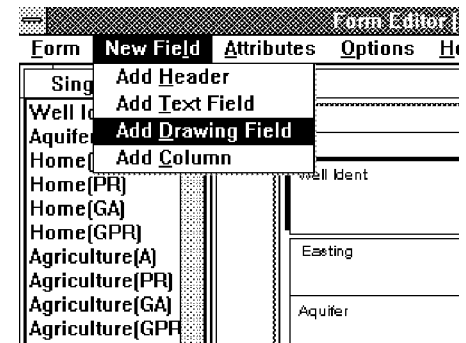 Form Editor [
Form New Field Attributes Options He
Sing
Add Header
Add Text Field
Add Drawing Field
Add Column
Well Id
Aquifer
Home(
Home(PR)
Home(GA)
Home(GPR)
Agriculture(A)
Agriculture(PR)
Agriculture(GA)
Agriculture(GPR
Well Ident
Easting
Aquifer